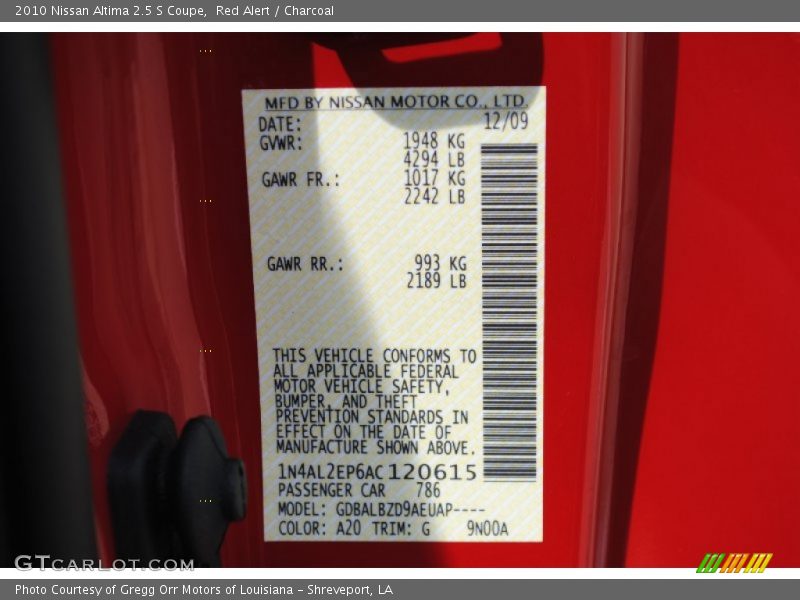 2010 Nissan Altima 2.5 S Coupe,  Red Alert / Charcoal
MFD BY NISSAN MOTOR CO., LTD.
DATE: 12/09
GVWR: 1948 KG
4294 LB
GAWR FR.: 1017 KG
2242 LB
GAWR RR.: 993 KG
2189 LB
THIS VEHICLE CONFORMS TO
ALL APPLICABLE FEDERAL
MOTOR VEHICLE SAFETY,
BUMPER, AND THEFT
PREVENTION STANDARDS IN
EFFECT ON THE DATE OF
MANUFACTURE SHOWN ABOVE.
1N4AL2EP6AC120615
PASSENGER CAR 786
MODEL: GDBALBZD9AEUAP----
COLOR: A20 TRIM: G 9N00A
GTCARLOT.COM
Photo Courtesy of Gregg Orr Motors of Louisiana – Shreveport, LA